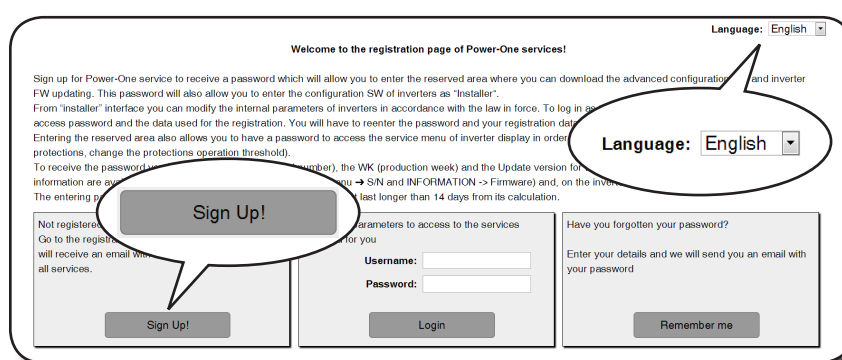 Language: English
Welcome to the registration page of Power-One services!
Sign up for Power-One service to receive a password which will allow you to enter the reserved area where you can download the advanced configuration and inverter
FW updating. This password will also allow you to enter the configuration SW of inverters as "Installer".
From "installer" interface you can modify the internal parameters of inverters in accordance with the law in force. To log in as
access password and the data used for the registration. You will have to reenter the password and your registration data
Entering the reserved area also allows you to have a password to access the service menu of inverter display in order
protections, change the protections operation threshold).
Language: English
To receive the password number), the WK (production week) and the Update version for
information are ➔ S/N and INFORMATION -> Firmware) and, on the
The entering last longer than 14 days from its calculation.
Sign Up!
Not registered
Go to the
will receive an email
all services.
Sign Up!
parameters to access to the services
for you
Username:
Password:
Login
Have you forgotten your password?
Enter your details and we will send you an email with
your password
Remember me